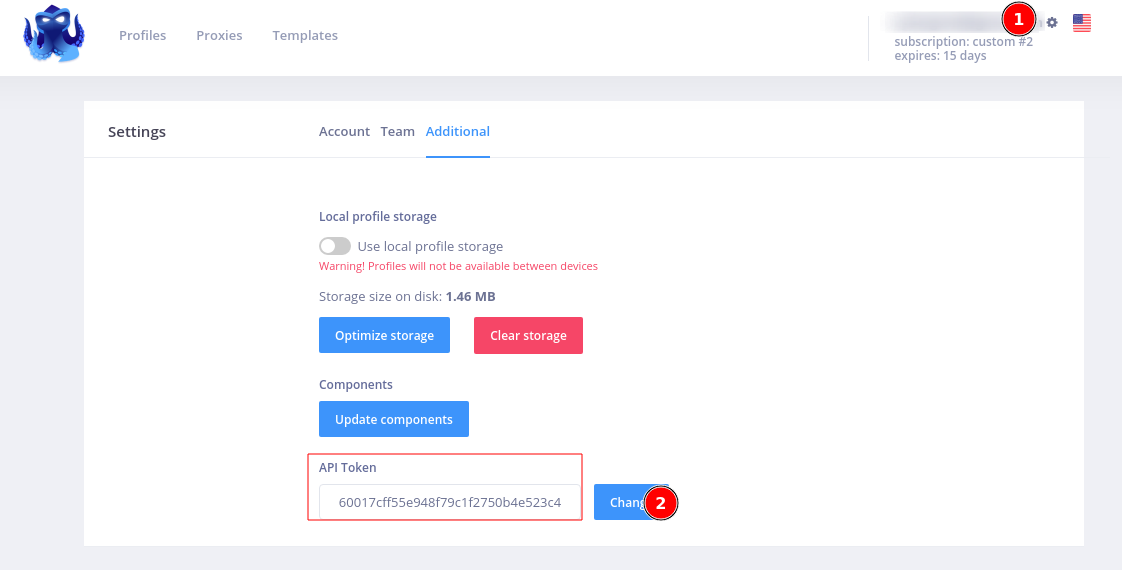 Profiles Proxies Templates
1
subscription: custom #2
expires: 15 days
Settings
Account Team Additional
Local profile storage
Use local profile storage
Warning! Profiles will not be available between devices
Storage size on disk: 1.46 MB
Optimize storage Clear storage
Components
Update components
API Token
60017cff55e948f79c1f2750b4e523c4
2